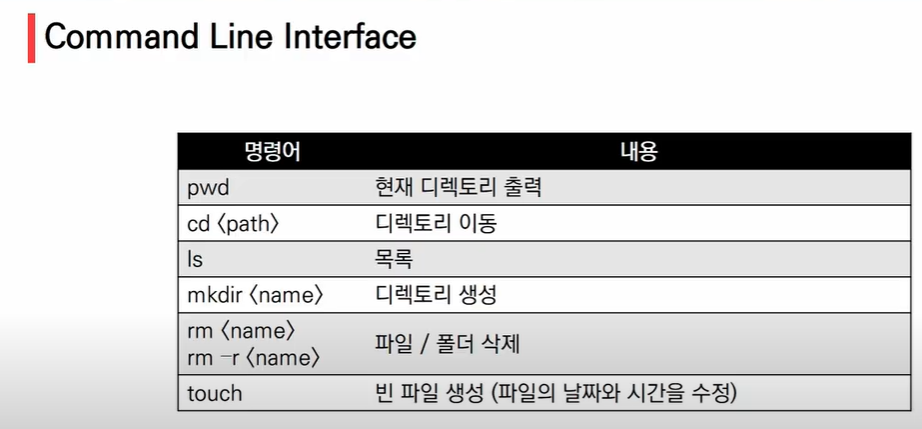 Command Line Interface
명령어 내용
pwd 현재 디렉토리 출력
cd 〈path〉 디렉토리 이동
ls 목록
mkdir 〈name〉 디렉토리 생성
rm 〈name〉
rm –r 〈name〉 파일 / 폴더 삭제
touch 빈 파일 생성 (파일의 날짜와 시간을 수정)